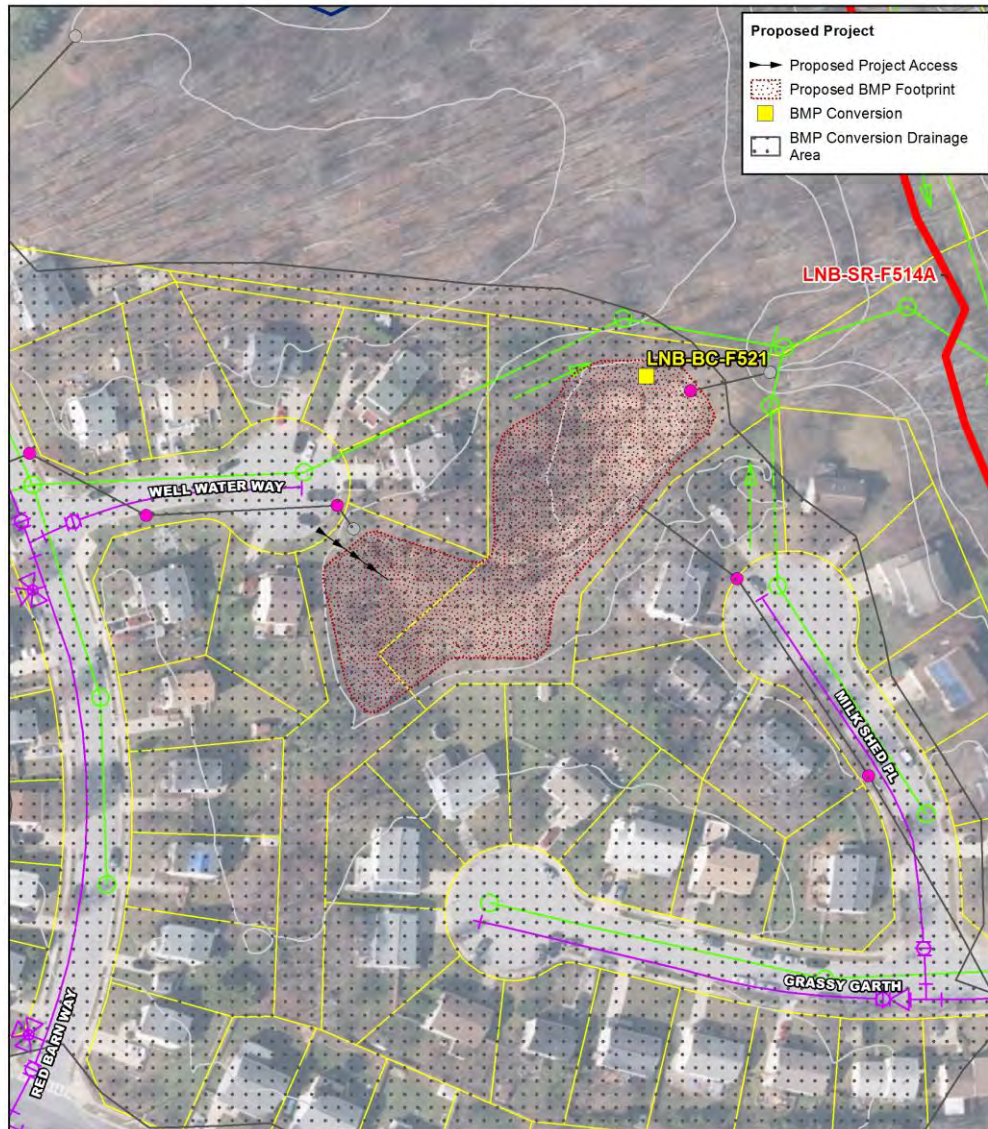 Proposed Project
Proposed Project Access
Proposed BMP Footprint
BMP Conversion
BMP Conversion Drainage
Area
LNB-SR-F514A
LNB-BC-F521
WELL WATER WAY
MILK SHED PL
GRASSY GARTH
RED BARN WAY